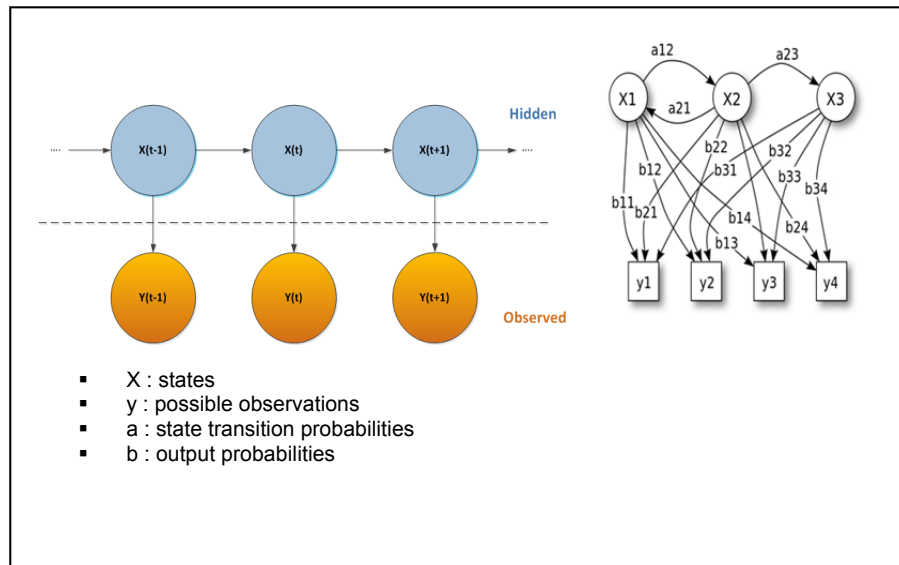 Hidden
.... X(t-1) X(t) X(t+1) ....
Y(t-1) Y(t) Y(t+1)
Observed
a12 a23
X1 a21 X2 X3
b22 b32
b12 b31 b33
b11 b21 b14 b34
b13 b24
y1 y2 y3 y4
▪ X : states
▪ y : possible observations
▪ a : state transition probabilities
▪ b : output probabilities